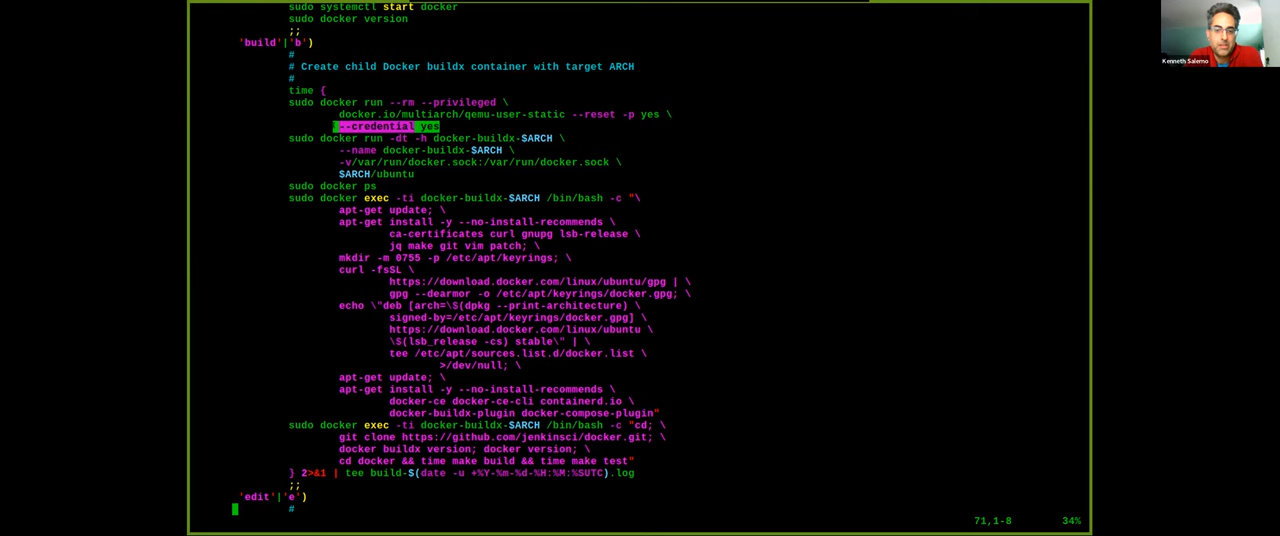 sudo systemctl start docker
sudo docker version
;;
'build'|'b')
#
# Create child Docker buildx container with target ARCH
#
time {
sudo docker run --rm --privileged \
docker.io/multiarch/qemu-user-static --reset -p yes \
--credential yes
sudo docker run -dt -h docker-buildx-$ARCH \
--name docker-buildx-$ARCH \
-v/var/run/docker.sock:/var/run/docker.sock \
$ARCH/ubuntu
sudo docker ps
sudo docker exec -ti docker-buildx-$ARCH /bin/bash -c "\
apt-get update; \
apt-get install -y --no-install-recommends \
ca-certificates curl gnupg lsb-release \
jq make git vim patch; \
mkdir -m 0755 -p /etc/apt/keyrings; \
curl -fsSL \
https://download.docker.com/linux/ubuntu/gpg | \
gpg --dearmor -o /etc/apt/keyrings/docker.gpg; \
echo \"deb [arch=\$(dpkg --print-architecture) \
signed-by=/etc/apt/keyrings/docker.gpg] \
https://download.docker.com/linux/ubuntu \
\$(lsb_release -cs) stable\" | \
tee /etc/apt/sources.list.d/docker.list \
>/dev/null; \
apt-get update; \
apt-get install -y --no-install-recommends \
docker-ce docker-ce-cli containerd.io \
docker-buildx-plugin docker-compose-plugin"
sudo docker exec -ti docker-buildx-$ARCH /bin/bash -c "cd; \
git clone https://github.com/jenkinsci/docker.git; \
docker buildx version; docker version; \
cd docker && time make build && time make test"
} 2>&1 | tee build-$(date -u +%Y-%m-%d-%H:%M:%SUTC).log
;;
'edit'|'e')
#
71,1-8 34%
Kenneth Salerno